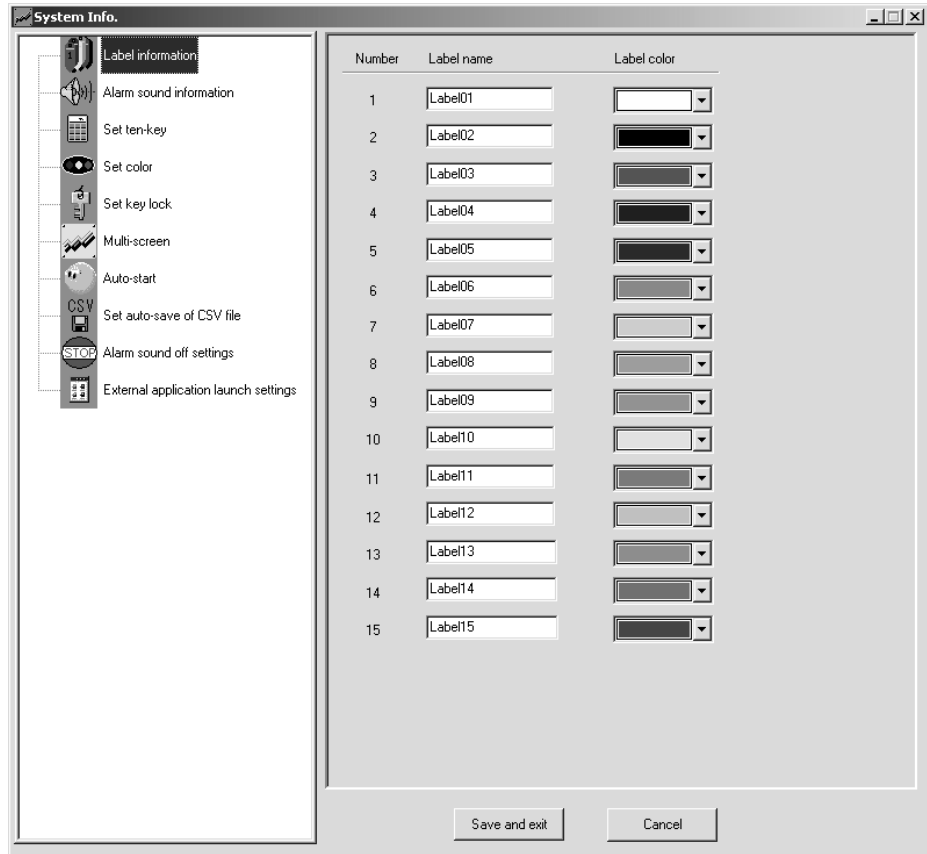 System Info.
Label information
Alarm sound information
Set ten-key
Set color
Set key lock
Multi-screen
Auto-start
CSV
Set auto-save of CSV file
STOP
Alarm sound off settings
External application launch settings
Number Label name Label color
1 Label01
2 Label02
3 Label03
4 Label04
5 Label05
6 Label06
7 Label07
8 Label08
9 Label09
10 Label10
11 Label11
12 Label12
13 Label13
14 Label14
15 Label15
Save and exit Cancel